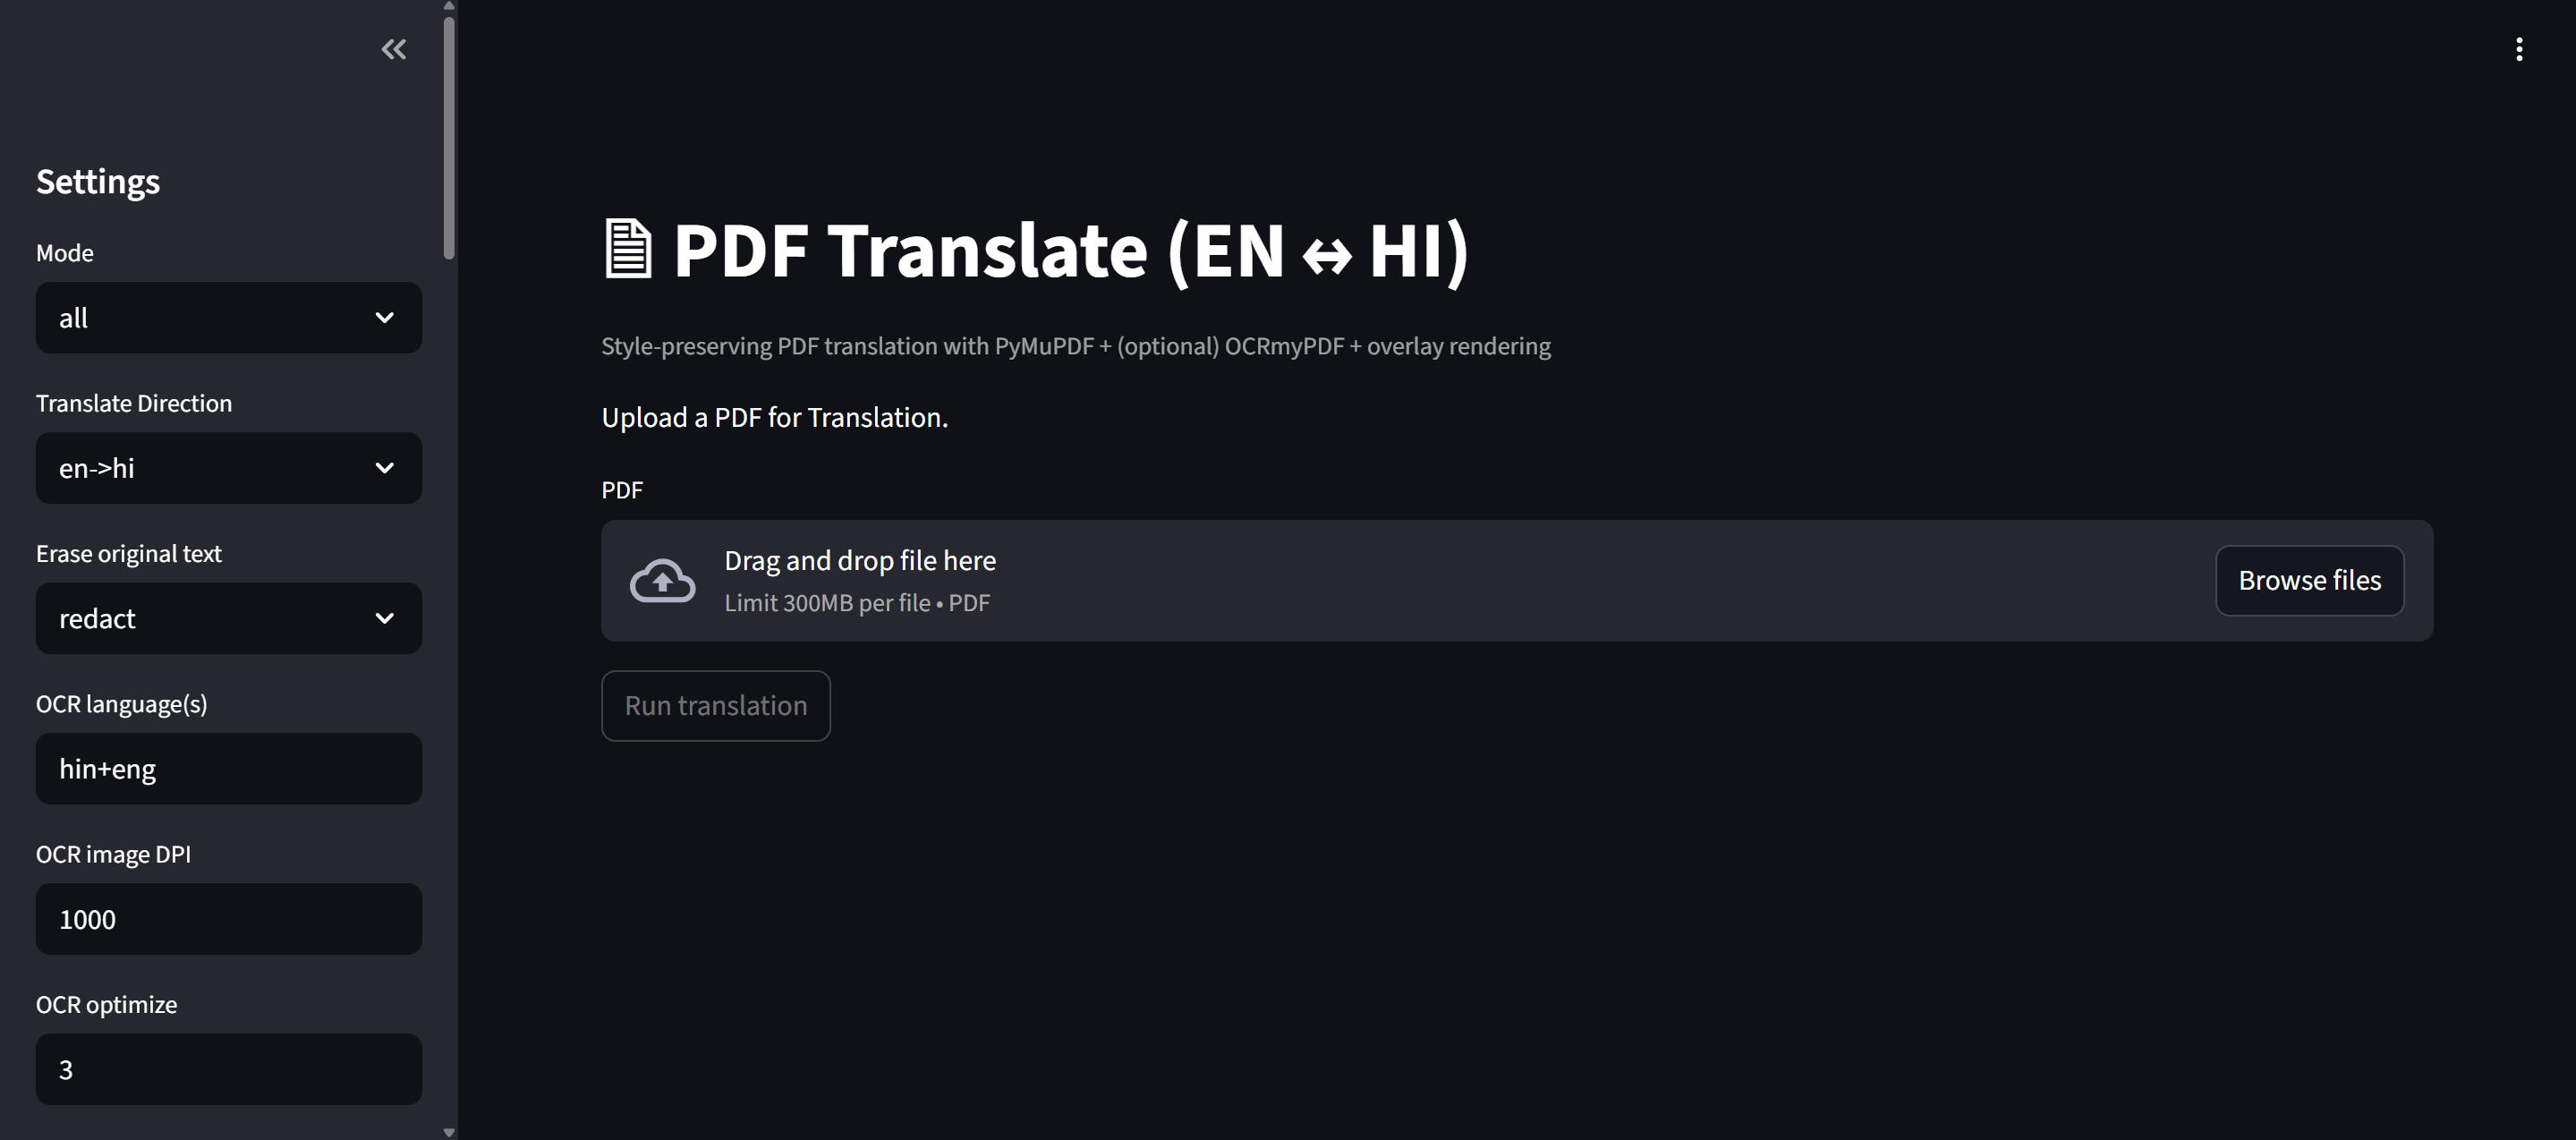 Settings
Mode
all
Translate Direction
en->hi
Erase original text
redact
OCR language(s)
hin+eng
OCR image DPI
1000
OCR optimize
3
PDF Translate (EN ↔ HI)
Style-preserving PDF translation with PyMuPDF + (optional) OCRmyPDF + overlay rendering
Upload a PDF for Translation.
PDF
Drag and drop file here
Limit 300MB per file • PDF
Browse files
Run translation